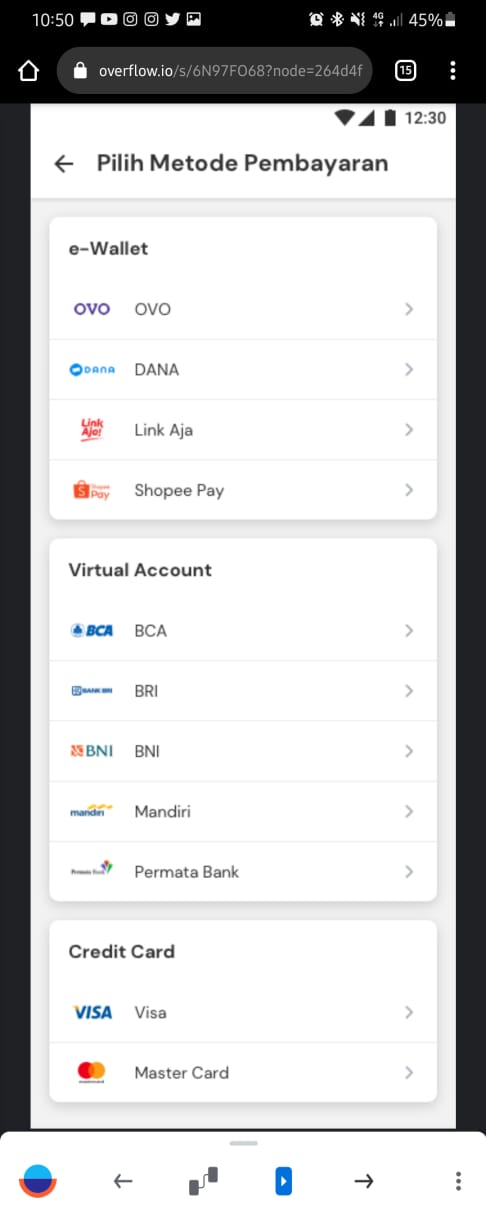 10:50
4G
45%
overflow.io/s/6N97FO68?node=264d4f
15
12:30
Pilih Metode Pembayaran
e-Wallet
OVO OVO
DANA DANA
Link Aja! Link Aja
Shopee Pay Shopee Pay
Virtual Account
BCA BCA
BANK BRI BRI
BNI BNI
mandiri Mandiri
Permata Bank Permata Bank
Credit Card
VISA Visa
mastercard Master Card